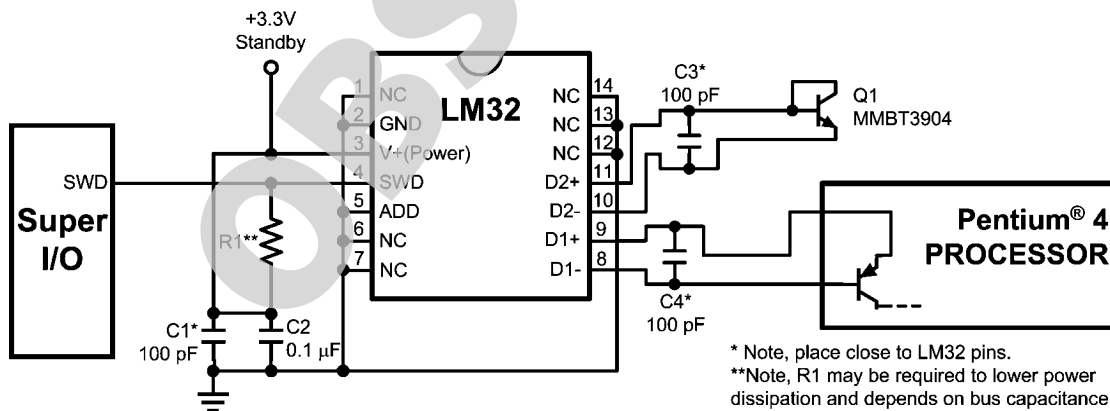 +3.3V
Standby
Super
I/O
SWD
R1**
C1*
100 pF
C2
0.1 μF
LM32
1 NC
2 GND
3 V+(Power)
4 SWD
5 ADD
6 NC
7 NC
14 NC
13 NC
12 NC
11 D2+
10 D2-
9 D1+
8 D1-
C3*
100 pF
Q1
MMBT3904
C4*
100 pF
Pentium® 4
PROCESSOR
* Note, place close to LM32 pins.
**Note, R1 may be required to lower power
dissipation and depends on bus capacitance
OBS